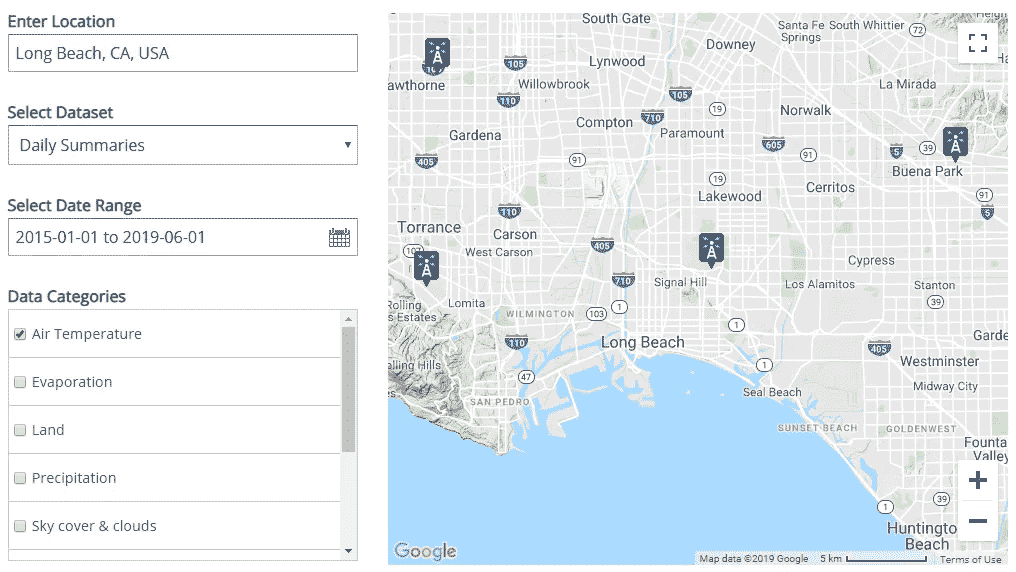 Enter Location
Long Beach, CA, USA
Select Dataset
Daily Summaries
Select Date Range
2015-01-01 to 2019-06-01
Data Categories
Air Temperature
Evaporation
Land
Precipitation
Sky cover & clouds
South Gate
Santa Fe
Springs
South Whittier
72
Downey
Lynwood
105
awthorne
Willowbrook
110
105
19
La Mirada
Compton
710
Paramount
Norwalk
Gardena
405
91
605
91
5
39
Buena Park
19
Lakewood
Cerritos
91
5
110
Torrance
Carson
405
West Carson
107
Cypress
710
Signal Hill
Los Alamitos
Stanton
39
Rolling
s Estates
Lomita
WILMINGTON
103
1
1
Garde
110
Long Beach
405
Westminster
olling Hills
47
1
Midway City
SAN PEDRO
Seal Beach
SUNSET BEACH
GOLDENWEST
Founta
Valley
39
1
Huntingto
Beach
Google
Map data ©2019 Google
5 km
Terms of Use